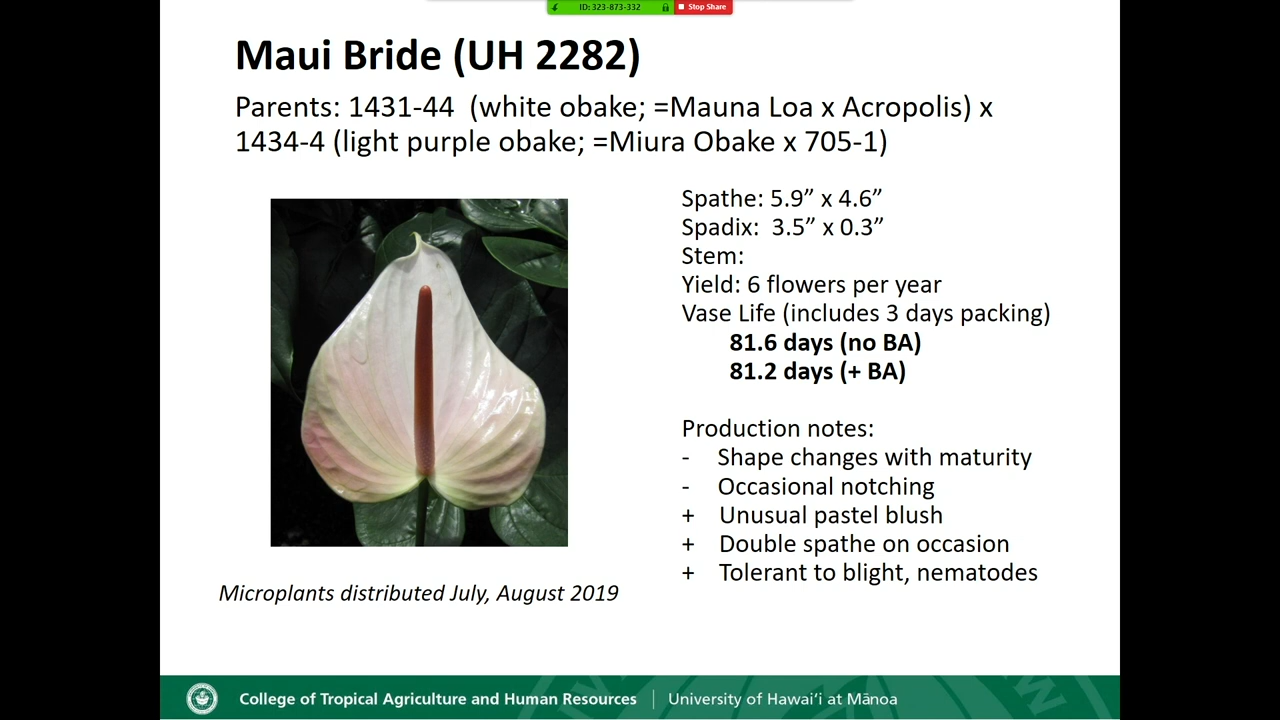 ID: 323-873-332
Stop Share
Maui Bride (UH 2282)
Parents: 1431-44 (white obake; =Mauna Loa x Acropolis) x
1434-4 (light purple obake; =Miura Obake x 705-1)
Spathe: 5.9” x 4.6”
Spadix: 3.5” x 0.3”
Stem:
Yield: 6 flowers per year
Vase Life (includes 3 days packing)
81.6 days (no BA)
81.2 days (+ BA)
Production notes:
- Shape changes with maturity
- Occasional notching
+ Unusual pastel blush
+ Double spathe on occasion
+ Tolerant to blight, nematodes
Microplants distributed July, August 2019
College of Tropical Agriculture and Human Resources
University of Hawai‘i at Mānoa